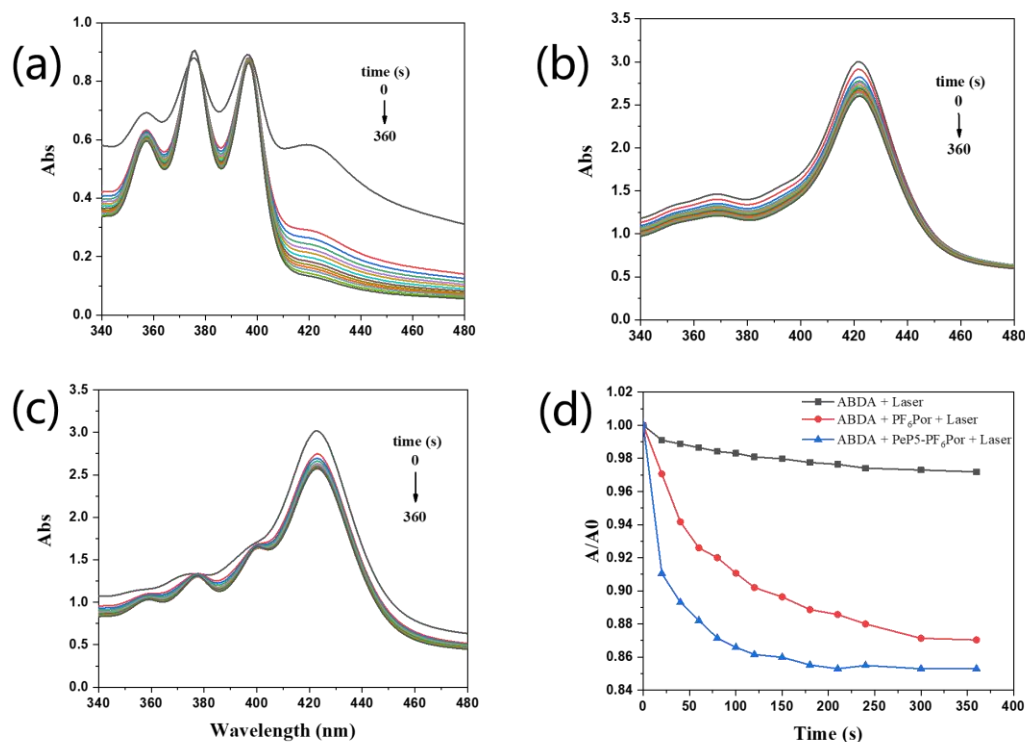 (a)
1.0
0.8
0.6
0.4
0.2
0.0
Abs
340 360 380 400 420 440 460 480
time (s)
0
360
(b)
3.5
3.0
2.5
2.0
1.5
1.0
0.5
Abs
340 360 380 400 420 440 460 480
time (s)
0
360
(c)
3.5
3.0
2.5
2.0
1.5
1.0
0.5
0.0
Abs
340 360 380 400 420 440 460 480
Wavelength (nm)
time (s)
0
360
(d)
1.02
1.00
0.98
0.96
0.94
0.92
0.90
0.88
0.86
0.84
A/A0
ABDA + Laser
ABDA + PF₆Por + Laser
ABDA + PeP5-PF₆Por + Laser
0 50 100 150 200 250 300 350 400
Time (s)